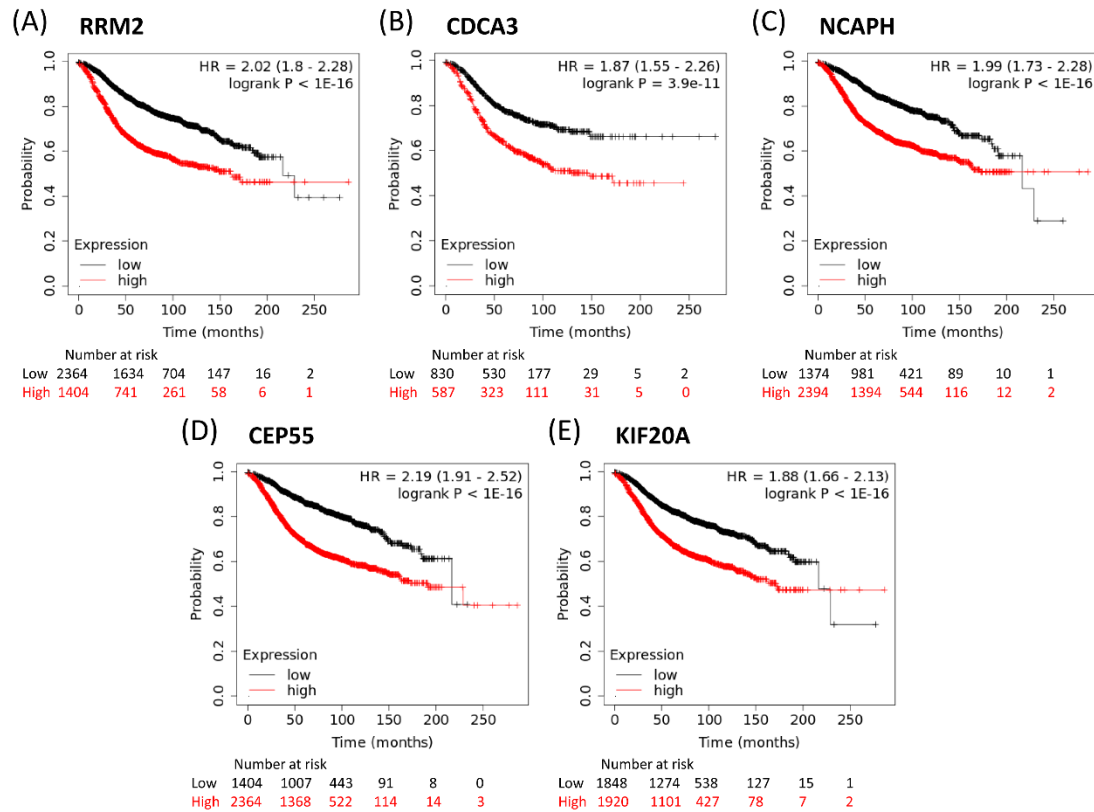 (A) RRM2
HR = 2.02 (1.8 - 2.28)
logrank P < 1E-16
Probability
1.0
0.8
0.6
0.4
0.2
0.0
Expression
low
high
0 50 100 150 200 250
Time (months)
Number at risk
Low 2364 1634 704 147 16 2
High 1404 741 261 58 6 1
(B) CDCA3
HR = 1.87 (1.55 - 2.26)
logrank P = 3.9e-11
Probability
1.0
0.8
0.6
0.4
0.2
0.0
Expression
low
high
0 50 100 150 200 250
Time (months)
Number at risk
Low 830 530 177 29 5 2
High 587 323 111 31 5 0
(C) NCAPH
HR = 1.99 (1.73 - 2.28)
logrank P < 1E-16
Probability
1.0
0.8
0.6
0.4
0.2
0.0
Expression
low
high
0 50 100 150 200 250
Time (months)
Number at risk
Low 1374 981 421 89 10 1
High 2394 1394 544 116 12 2
(D) CEP55
HR = 2.19 (1.91 - 2.52)
logrank P < 1E-16
Probability
1.0
0.8
0.6
0.4
0.2
0.0
Expression
low
high
0 50 100 150 200 250
Time (months)
Number at risk
Low 1404 1007 443 91 8 0
High 2364 1368 522 114 14 3
(E) KIF20A
HR = 1.88 (1.66 - 2.13)
logrank P < 1E-16
Probability
1.0
0.8
0.6
0.4
0.2
0.0
Expression
low
high
0 50 100 150 200 250
Time (months)
Number at risk
Low 1848 1274 538 127 15 1
High 1920 1101 427 78 7 2